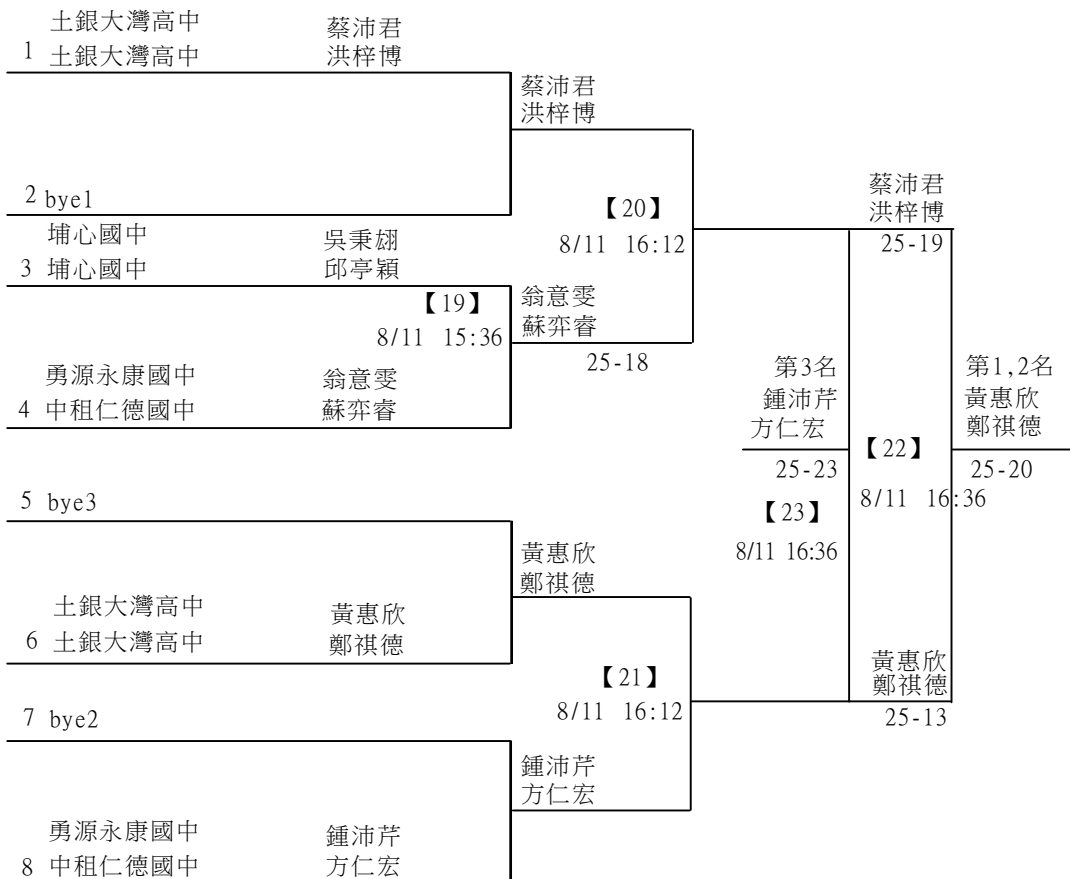 土銀大灣高中 蔡沛君
1 土銀大灣高中 洪梓博
蔡沛君
洪梓博
2 bye1
【20】
8/11 16:12
蔡沛君
洪梓博
25-19
埔心國中 吳秉翃
3 埔心國中 邱亭穎
【19】
8/11 15:36
翁意雯
蘇弈睿
25-18
勇源永康國中 翁意雯
4 中租仁德國中 蘇弈睿
第3名
鍾沛芹
方仁宏
25-23
【23】
8/11 16:36
【22】
8/11 16:36
第1,2名
黃惠欣
鄭祺德
25-20
5 bye3
黃惠欣
鄭祺德
土銀大灣高中 黃惠欣
6 土銀大灣高中 鄭祺德
【21】
8/11 16:12
黃惠欣
鄭祺德
25-13
7 bye2
鍾沛芹
方仁宏
勇源永康國中 鍾沛芹
8 中租仁德國中 方仁宏